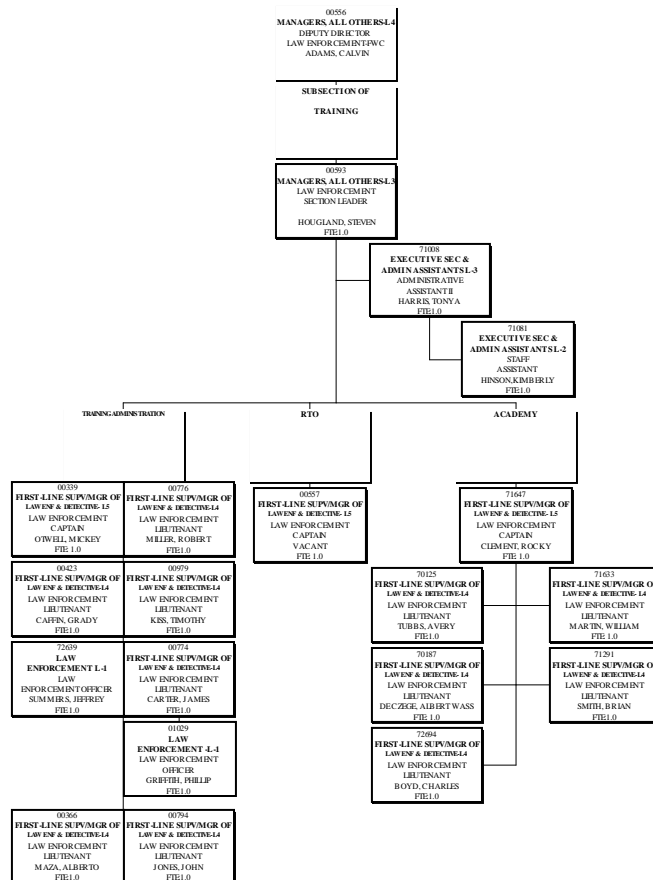 00556
MANAGERS, ALL OTHERS-L4
DEPUTY DIRECTOR
LAW ENFORCEMENT-FWC
ADAMS, CALVIN
SUBSECTION OF
TRAINING
00593
MANAGERS, ALL OTHERS-L3
LAW ENFORCEMENT
SECTION LEADER
HOUGLAND, STEVEN
FTE1.0
71008
EXECUTIVE SEC &
ADMIN ASSISTANTS L-3
ADMINISTRATIVE
ASSISTANT II
HARRIS, TONYA
FTE1.0
71081
EXECUTIVE SEC &
ADMIN ASSISTANTS L-2
STAFF
ASSISTANT
HINSON,KIMBERLY
FTE1.0
TRAINING ADMINISTRATION
RTO
ACADEMY
00339
FIRST-LINE SUPV/MGR OF
LAW ENF & DETECTIVE- L5
LAW ENFORCEMENT
CAPTAIN
OTWELL, MICKEY
FTE 1.0
00776
FIRST-LINE SUPV/MGR OF
LAW ENF & DETECTIVE-L4
LAW ENFORCEMENT
LIEUTENANT
MILLER, ROBERT
FTE1.0
00557
FIRST-LINE SUPV/MGR OF
LAW ENF & DETECTIVE- L5
LAW ENFORCEMENT
CAPTAIN
VACANT
FTE 1.0
71647
FIRST-LINE SUPV/MGR OF
LAW ENF & DETECTIVE- L5
LAW ENFORCEMENT
CAPTAIN
CLEMENT, ROCKY
FTE 1.0
00423
FIRST-LINE SUPV/MGR OF
LAW ENF & DETECTIVE-L4
LAW ENFORCEMENT
LIEUTENANT
CAFFIN, GRADY
FTE1.0
00979
FIRST-LINE SUPV/MGR OF
LAW ENF & DETECTIVE-L4
LAW ENFORCEMENT
LIEUTENANT
KISS, TIMOTHY
FTE1.0
70125
FIRST-LINE SUPV/MGR OF
LAW ENF & DETECTIVE-L4
LAW ENFORCEMENT
LIEUTENANT
TUBBS, AVERY
FTE1.0
71633
FIRST-LINE SUPV/MGR O
LAW ENF & DETECTIVE-L4
LAW ENFORCEMENT
LIEUTENANT
MARTIN, WILLIAM
FTE1.0
72639
LAW
ENFORCEMENT L-1
LAW
ENFORCEMENT OFFICER
SUMMERS, JEFFREY
FTE1.0
00774
FIRST-LINE SUPV/MGR OF
LAW ENF & DETECTIVE-L4
LAW ENFORCEMENT
LIEUTENANT
CARTER, JAMES
FTE1.0
70187
FIRST-LINE SUPV/MGR OF
LAW ENF & DETECTIVE- L4
LAW ENFORCEMENT
LIEUTENANT
DECZEGE, ALBERT WASS
FTE 1.0
71291
FIRST-LINE SUPV/MGR O
LAW ENF & DETECTIVE-L4
LAW ENFORCEMENT
LIEUTENANT
SMITH, BRIAN
FTE1.0
01029
LAW
ENFORCEMENT -L-1
LAW ENFORCEMENT
OFFICER
GRIFFITH, PHILLIP
FTE1.0
72694
FIRST-LINE SUPV/MGR OF
LAW ENF & DETECTIVE-L4
LAW ENFORCEMENT
LIEUTENANT
BOYD, CHARLES
FTE1.0
00366
FIRST-LINE SUPV/MGR OF
LAW ENF & DETECTIVE-L4
LAW ENFORCEMENT
LIEUTENANT
MAZA, ALBERTO
FTE1.0
00794
FIRST-LINE SUPV/MGR OF
LAW ENF & DETECTIVE-L4
LAW ENFORCEMENT
LIEUTENANT
JONES, JOHN
FTE1.0